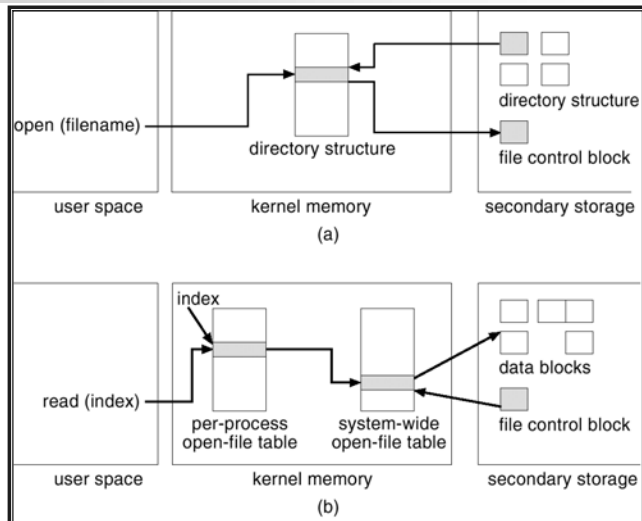 open (filename)
directory structure
directory structure
file control block
user space
kernel memory
secondary storage
(a)
index
read (index)
per-process
open-file table
system-wide
open-file table
data blocks
file control block
user space
kernel memory
secondary storage
(b)